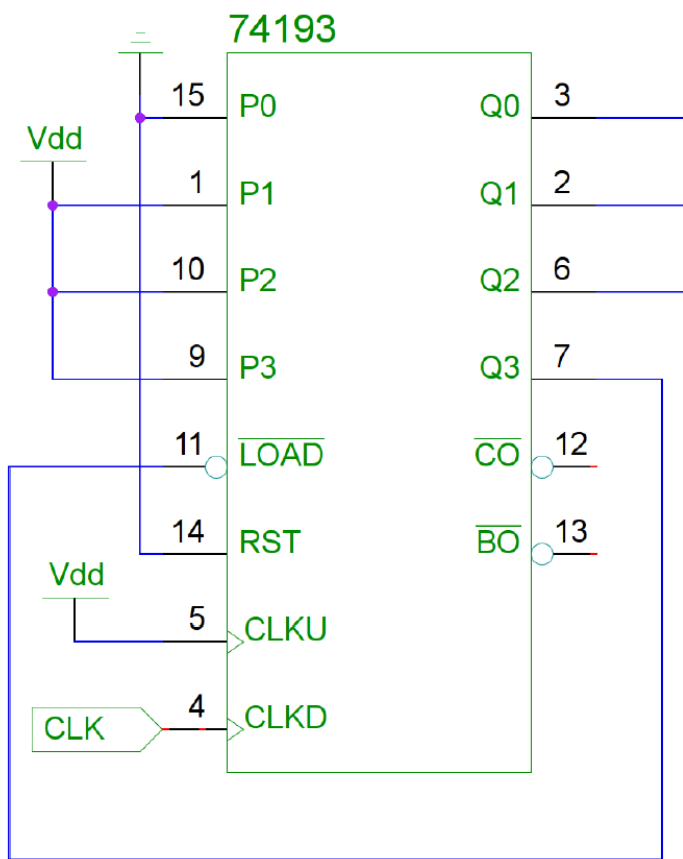 74193
15 P0 Q0 3
Vdd
1 P1 Q1 2
10 P2 Q2 6
9 P3 Q3 7
11 LOAD CO 12
14 RST BO 13
Vdd
5 CLKU
CLK 4 CLKD